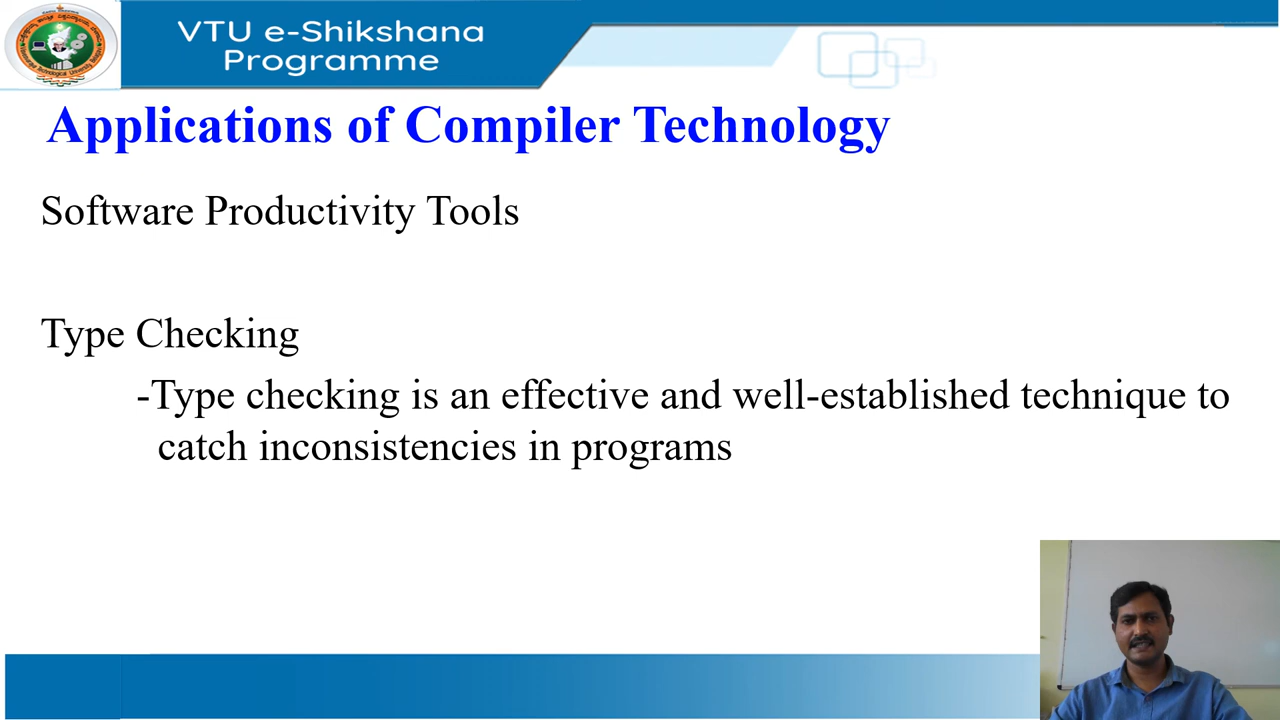 VTU e-Shikshana
Programme
Applications of Compiler Technology
Software Productivity Tools
Type Checking
-Type checking is an effective and well-established technique to
catch inconsistencies in programs